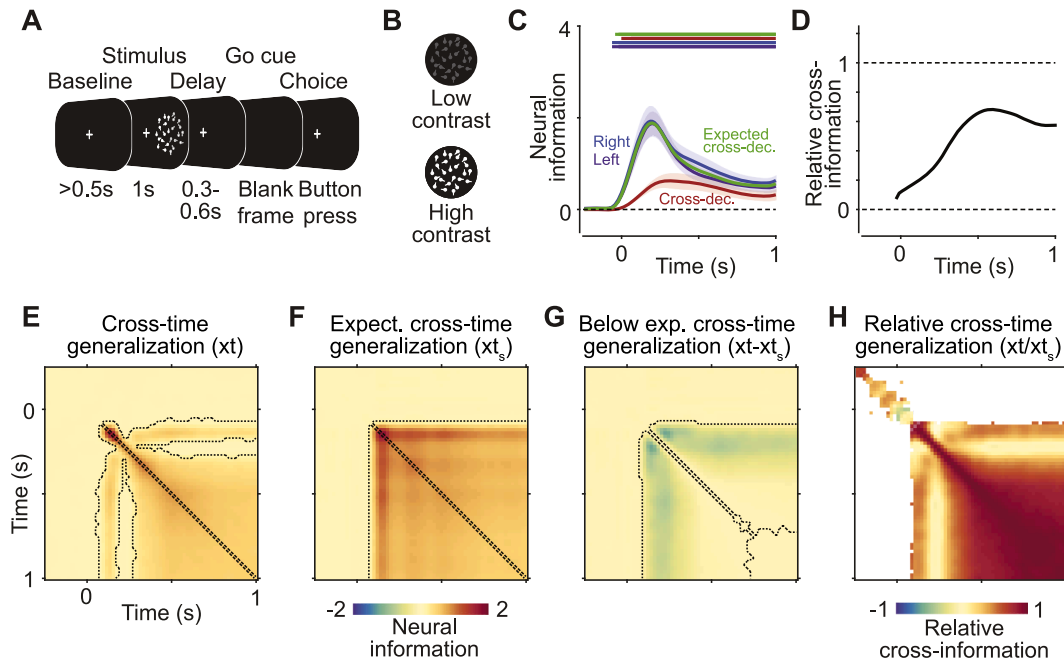 A
Stimulus
Go cue
Baseline
Delay
Choice
>0.5s
1s
0.3-
0.6s
Blank
frame
Button
press
B
Low
contrast
High
contrast
C
Neural
information
4
0
Right
Left
Expected
cross-dec.
Cross-dec.
0
1
Time (s)
D
Relative cross-
information
1
0
0
1
Time (s)
E
Cross-time
generalization (xt)
Time (s)
0
1
0
1
Time (s)
F
Expect. cross-time
generalization (xts)
-2
2
Neural
information
G
Below exp. cross-time
generalization (xt-xts)
H
Relative cross-time
generalization (xt/xts)
-1
1
Relative
cross-information